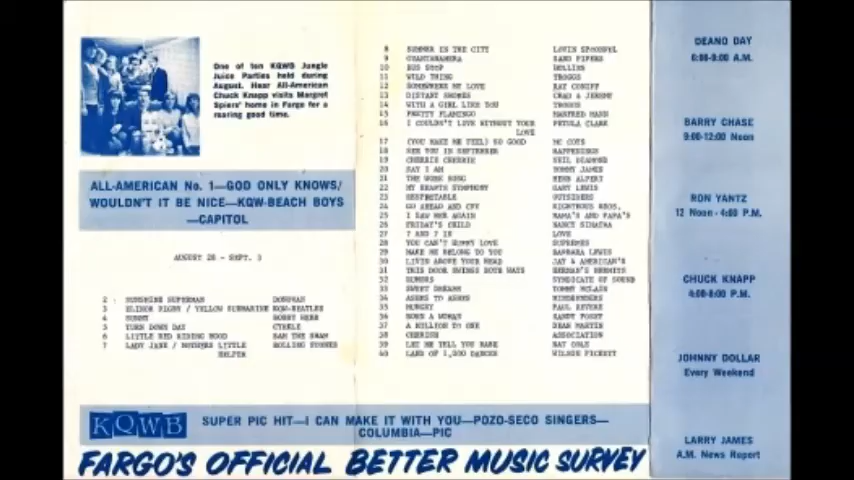 One of ten KQWB Jungle
Juice Parties held during
August. Hear All-American
Chuck Knapp visits Margret
Spiers' home in Fargo for a
roaring good time.
ALL-AMERICAN No. 1—GOD ONLY KNOWS/
WOULDN'T IT BE NICE—KQW-BEACH BOYS
—CAPITOL
AUGUST 28 - SEPT. 3
2 SUNSHINE SUPERMAN DONOVAN
3 ELINOR RIGBY / YELLOW SUBMARINE KQW-BEATLES
4 SUNNY BOBBY HEBB
5 TURN DOWN DAY CYRKLE
6 LITTLE RED RIDING HOOD SAM THE SHAM
7 LADY JANE / MOTHERS LITTLE ROLLING STONES
HELPER
8 SUMMER IN THE CITY LOVIN SPOONFUL
9 GUANTANAMERA SAND PIPERS
10 BUS STOP HOLLIES
11 WILD THING TROGGS
12 SOMEWHERE MY LOVE RAY CONIFF
13 DISTANT SHORES CHAD & JEREMY
14 WITH A GIRL LIKE YOU TROGGS
15 PRETTY FLAMINGO MANFRED MANN
16 I COULDN'T LIVE WITHOUT YOUR PETULA CLARK
LOVE
17 (YOU MAKE ME FEEL) SO GOOD MC COYS
18 SEE YOU IN SEPTEMBER HAPPENINGS
19 CHERRIE CHERRIE NEIL DIAMOND
20 SAY I AM TOMMY JAMES
21 THE WORK SONG HERB ALPERT
22 MY HEARTS SYMPHONY GARY LEWIS
23 RESPECTABLE OUTSIDERS
24 GO AHEAD AND CRY RIGHTEOUS BROS.
25 I SAW HER AGAIN MAMA'S AND PAPA'S
26 FRIDAY'S CHILD NANCY SINATRA
27 7 AND 7 IS LOVE
28 YOU CAN'T HURRY LOVE SUPREMES
29 MAKE ME BELONG TO YOU BARBARA LEWIS
30 LIVIN ABOVE YOUR HEAD JAY & AMERICAN'S
31 THIS DOOR SWINGS BOTH WAYS HERMAN'S HERMITS
32 RUMORS SYNDICATE OF SOUND
33 SWEET DREAMS TOMMY MCLAIN
34 ASHES TO ASHES MINDBENDERS
35 HUNGRY PAUL REVERE
36 BORN A WOMAN SANDY POSEY
37 A MILLION TO ONE DEAN MARTIN
38 CHERISH ASSOCIATION
39 LET ME TELL YOU BABE NAT COLE
40 LAND OF 1,000 DANCES WILSON PICKETT
KQWB
SUPER PIC HIT—I CAN MAKE IT WITH YOU—POZO-SECO SINGERS—
COLUMBIA—PIC
FARGO'S OFFICIAL BETTER MUSIC SURVEY
DEANO DAY
6:00-9:00 A.M.
BARRY CHASE
9:00-12:00 Noon
RON YANTZ
12 Noon - 4:00 P.M.
CHUCK KNAPP
4:00-8:00 P.M.
JOHNNY DOLLAR
Every Weekend
LARRY JAMES
A.M. News Report